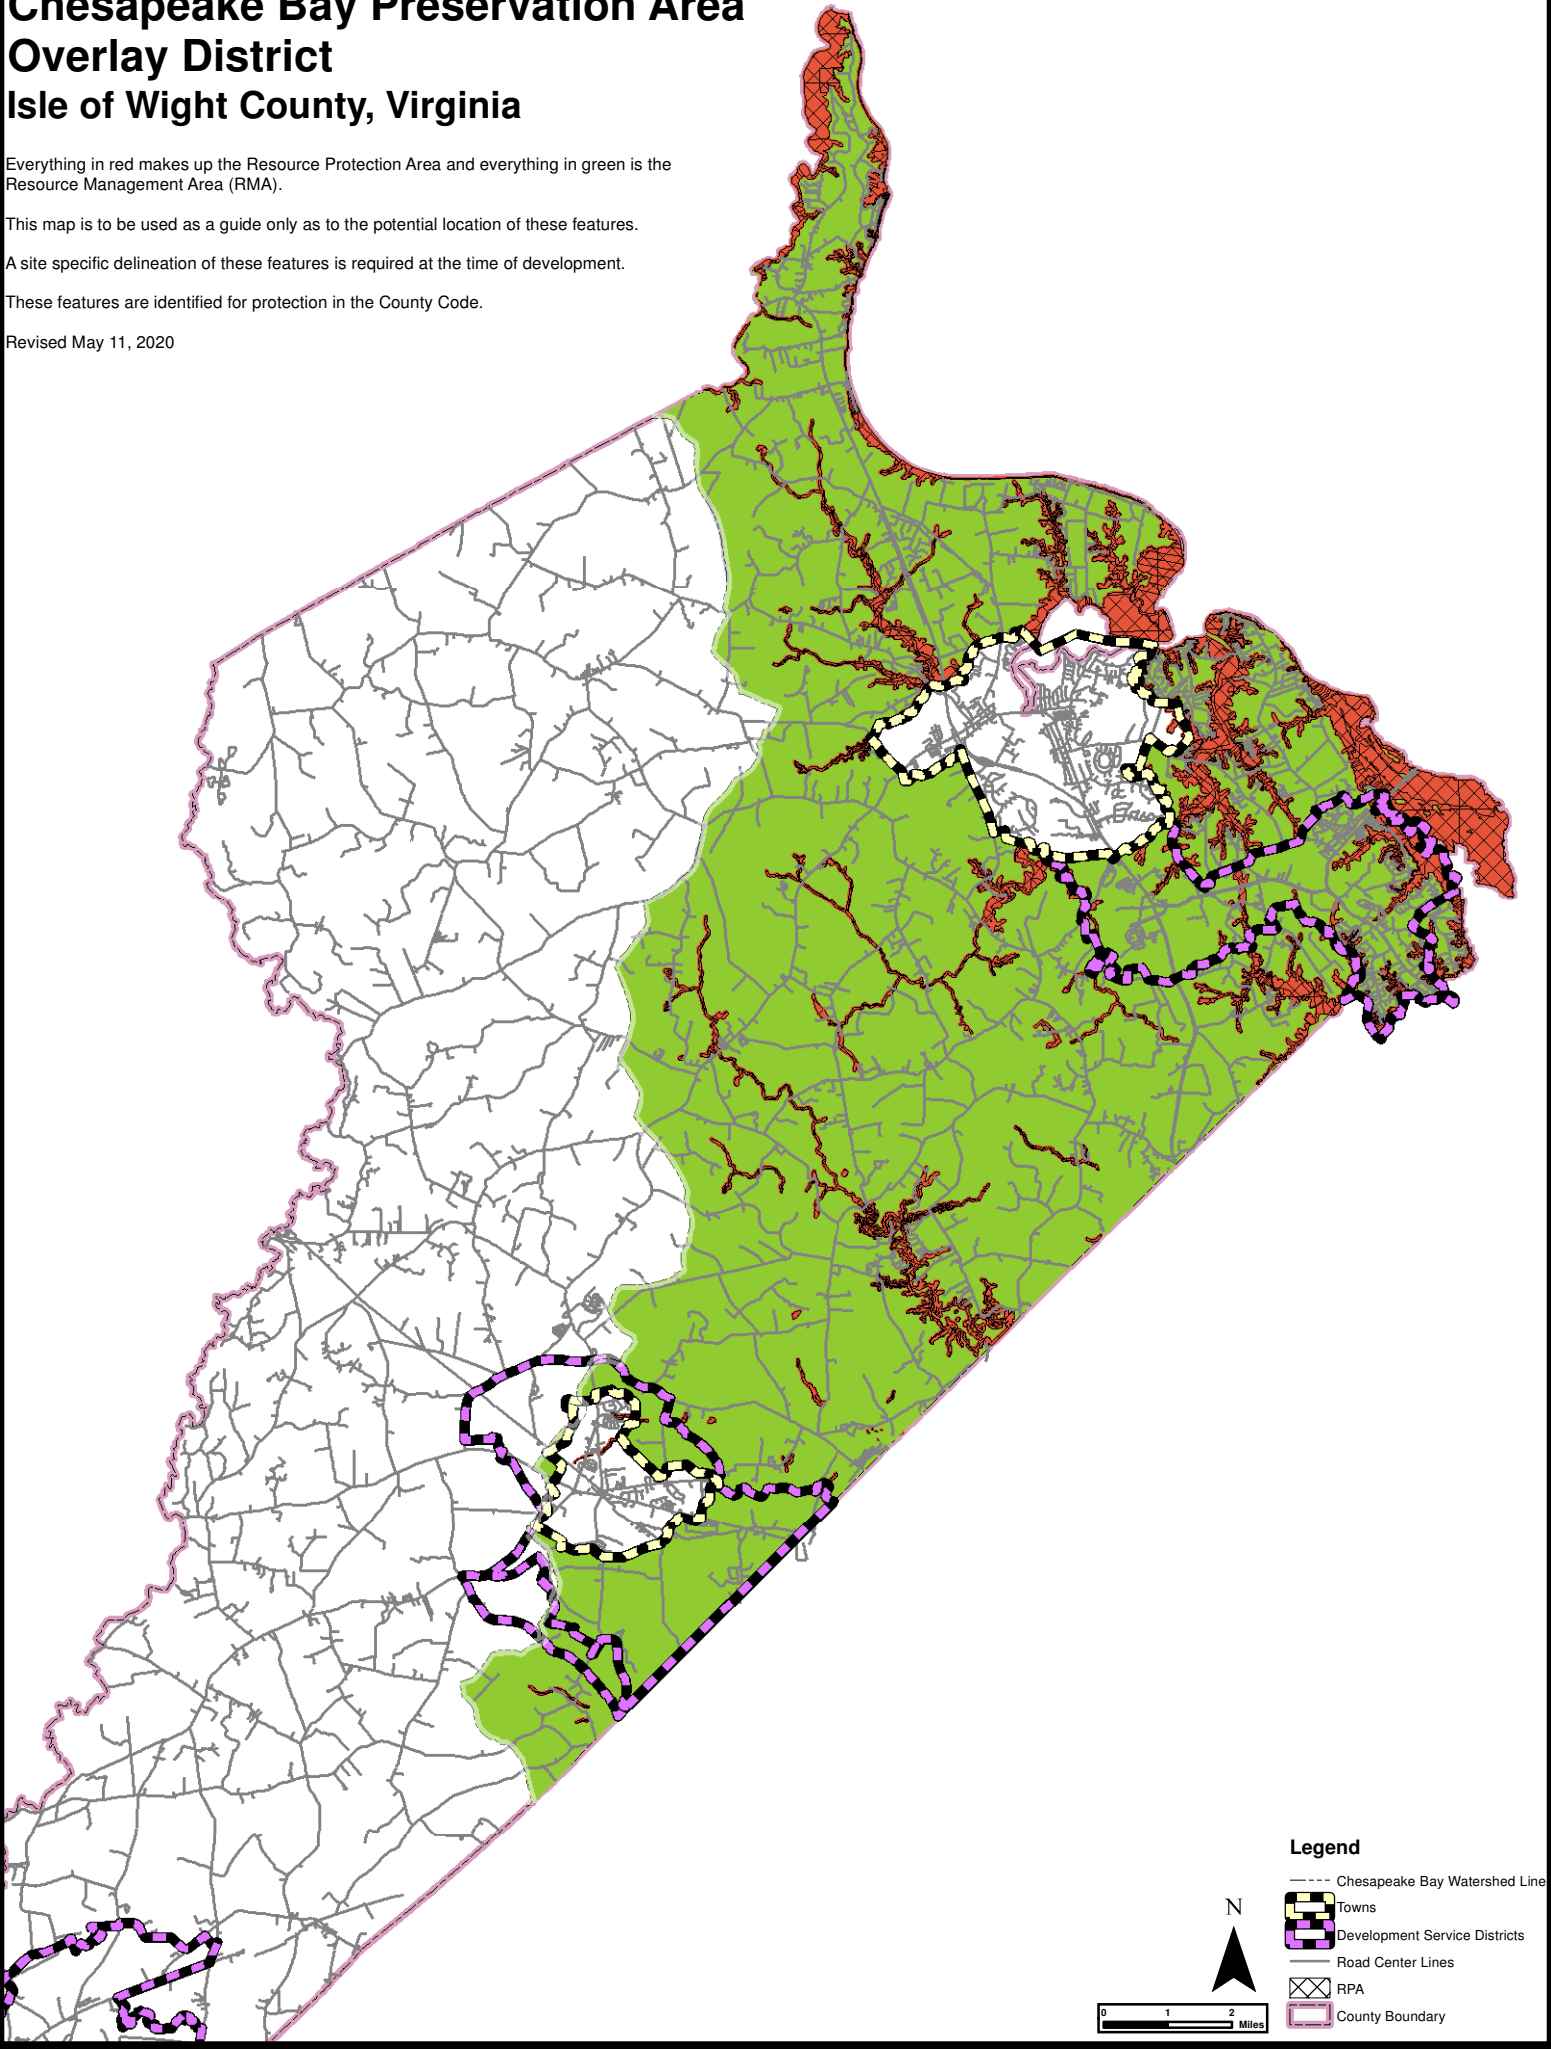 Chesapeake Bay Preservation Area
Overlay District
Isle of Wight County, Virginia
Everything in red makes up the Resource Protection Area and everything in green is the
Resource Management Area (RMA).
This map is to be used as a guide only as to the potential location of these features.
A site specific delineation of these features is required at the time of development.
These features are identified for protection in the County Code.
Revised May 11, 2020
Legend
Chesapeake Bay Watershed Line
Towns
Development Service Districts
Road Center Lines
RPA
County Boundary
N
0 1 2
Miles